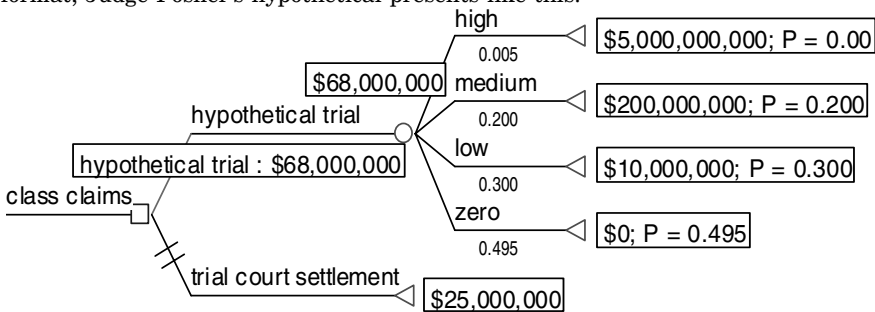 format, Judge Posner's hypothetical presents like this:
high
0.005
$5,000,000,000; P = 0.00
$68,000,000
medium
0.200
$200,000,000; P = 0.200
hypothetical trial
hypothetical trial : $68,000,000
low
0.300
$10,000,000; P = 0.300
class claims
zero
0.495
$0; P = 0.495
trial court settlement
$25,000,000